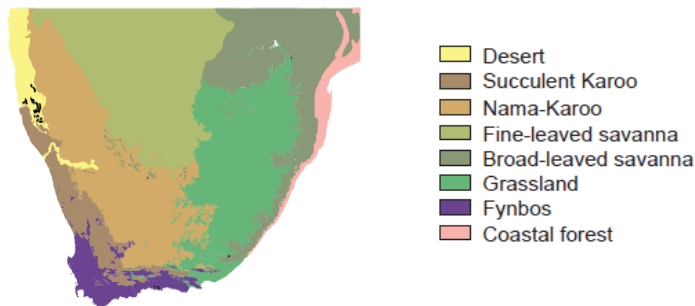 Desert
Succulent Karoo
Nama-Karoo
Fine-leaved savanna
Broad-leaved savanna
Grassland
Fynbos
Coastal forest